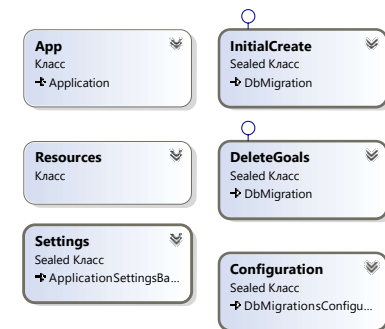 App
Класс
Application
InitialCreate
Sealed Класс
DbMigration
Resources
Класс
DeleteGoals
Sealed Класс
DbMigration
Settings
Sealed Класс
ApplicationSettingsBa...
Configuration
Sealed Класс
DbMigrationsConfigu...